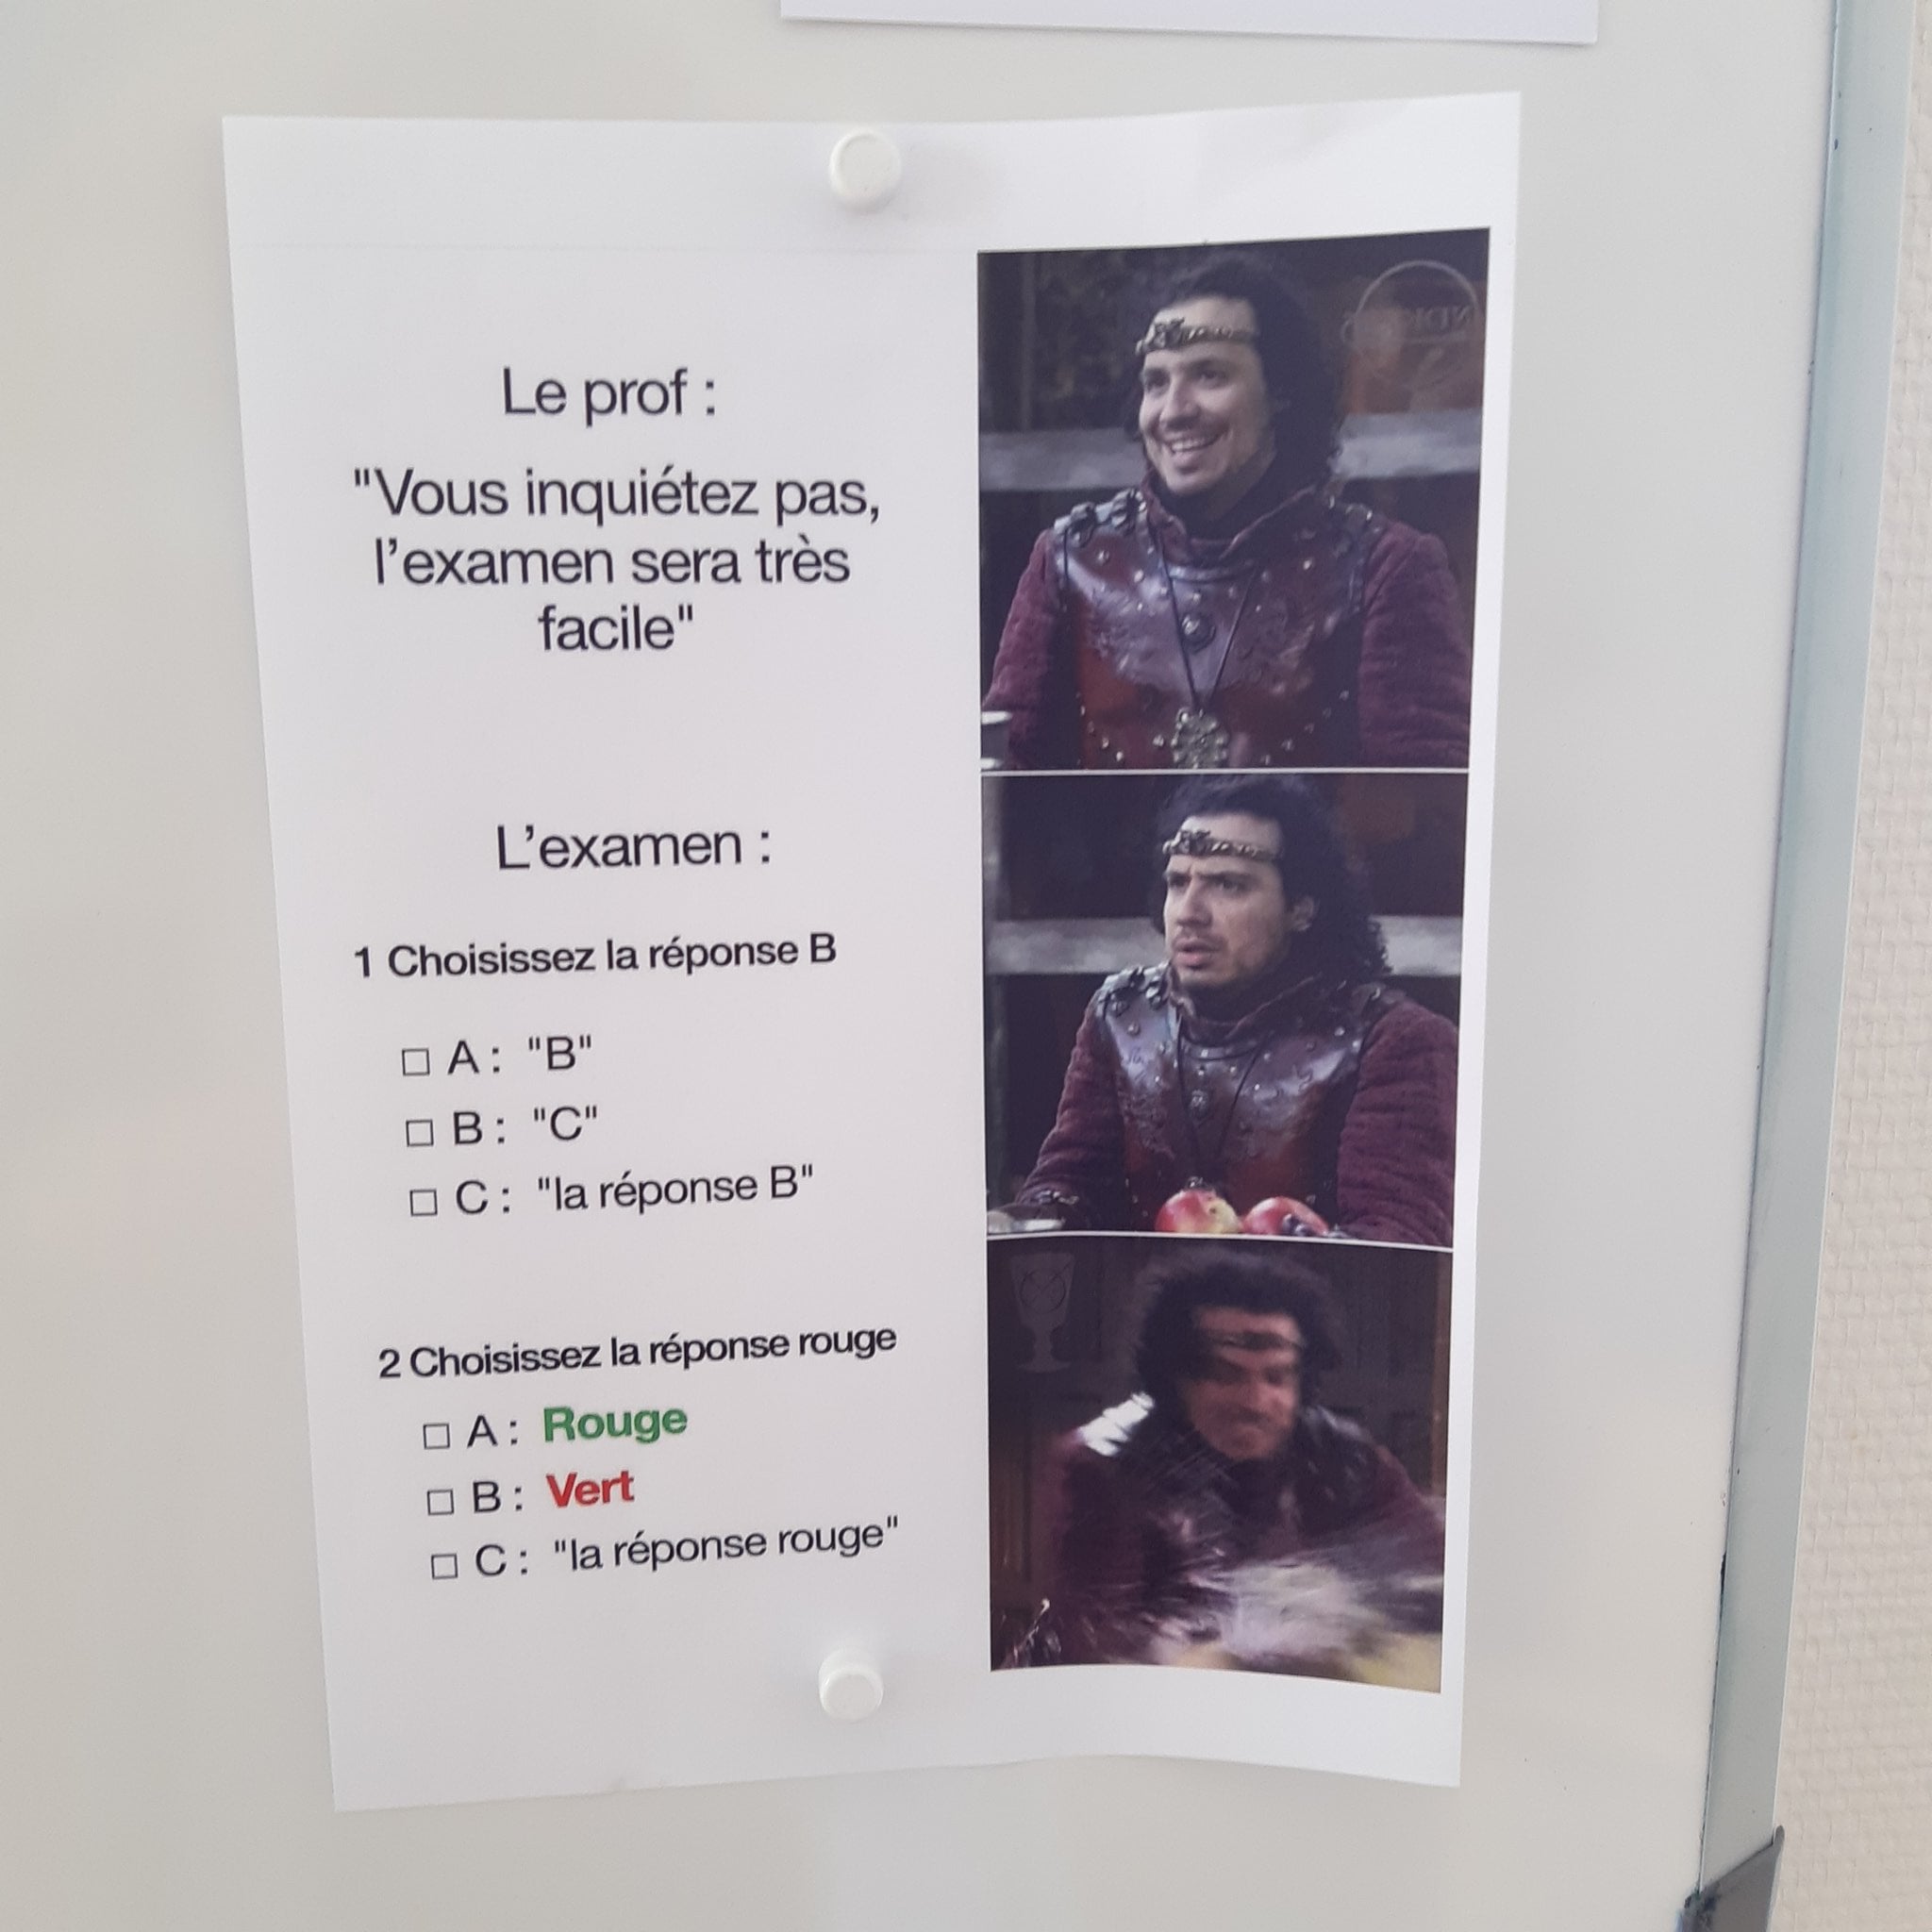 Le prof :
"Vous inquiétez pas,
l'examen sera très
facile"
L'examen :
1 Choisissez la réponse B
□ A : "B"
□ B : "C"
□ C : "la réponse B"
2 Choisissez la réponse rouge
□ A : Rouge
□ B : Vert
□ C : "la réponse rouge"